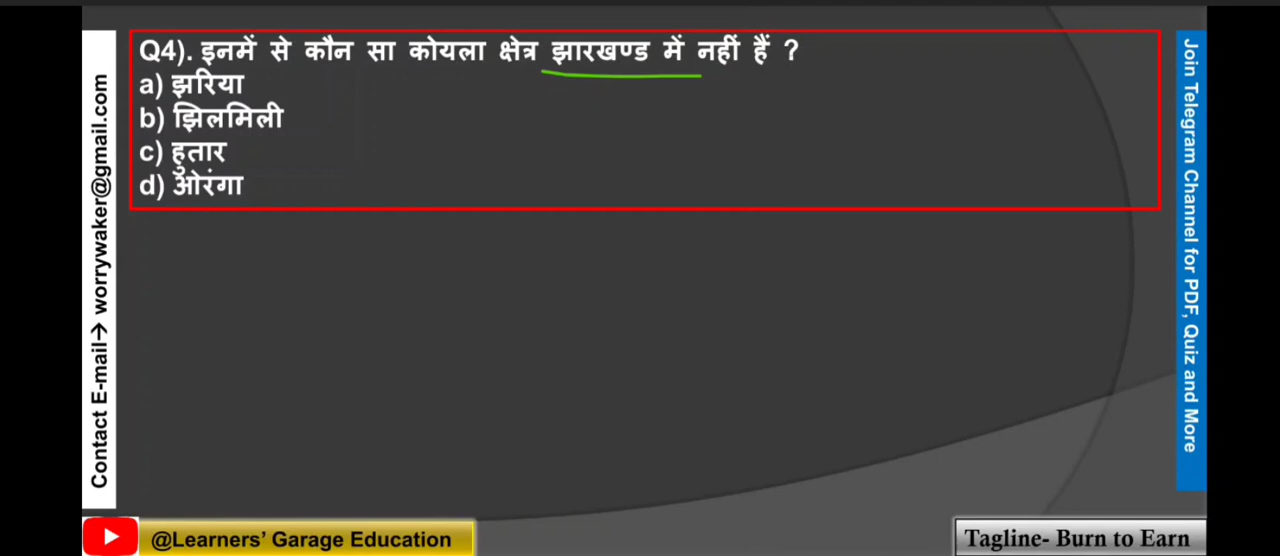 Q4). इनमें से कौन सा कोयला क्षेत्र झारखण्ड में नहीं हैं ?
a) झरिया
b) झिलमिली
c) हुतार
d) ओरंगा
Contact E-mail→ worrywaker@gmail.com
Join Telegram Channel for PDF, Quiz and More
@Learners’ Garage Education
Tagline- Burn to Earn